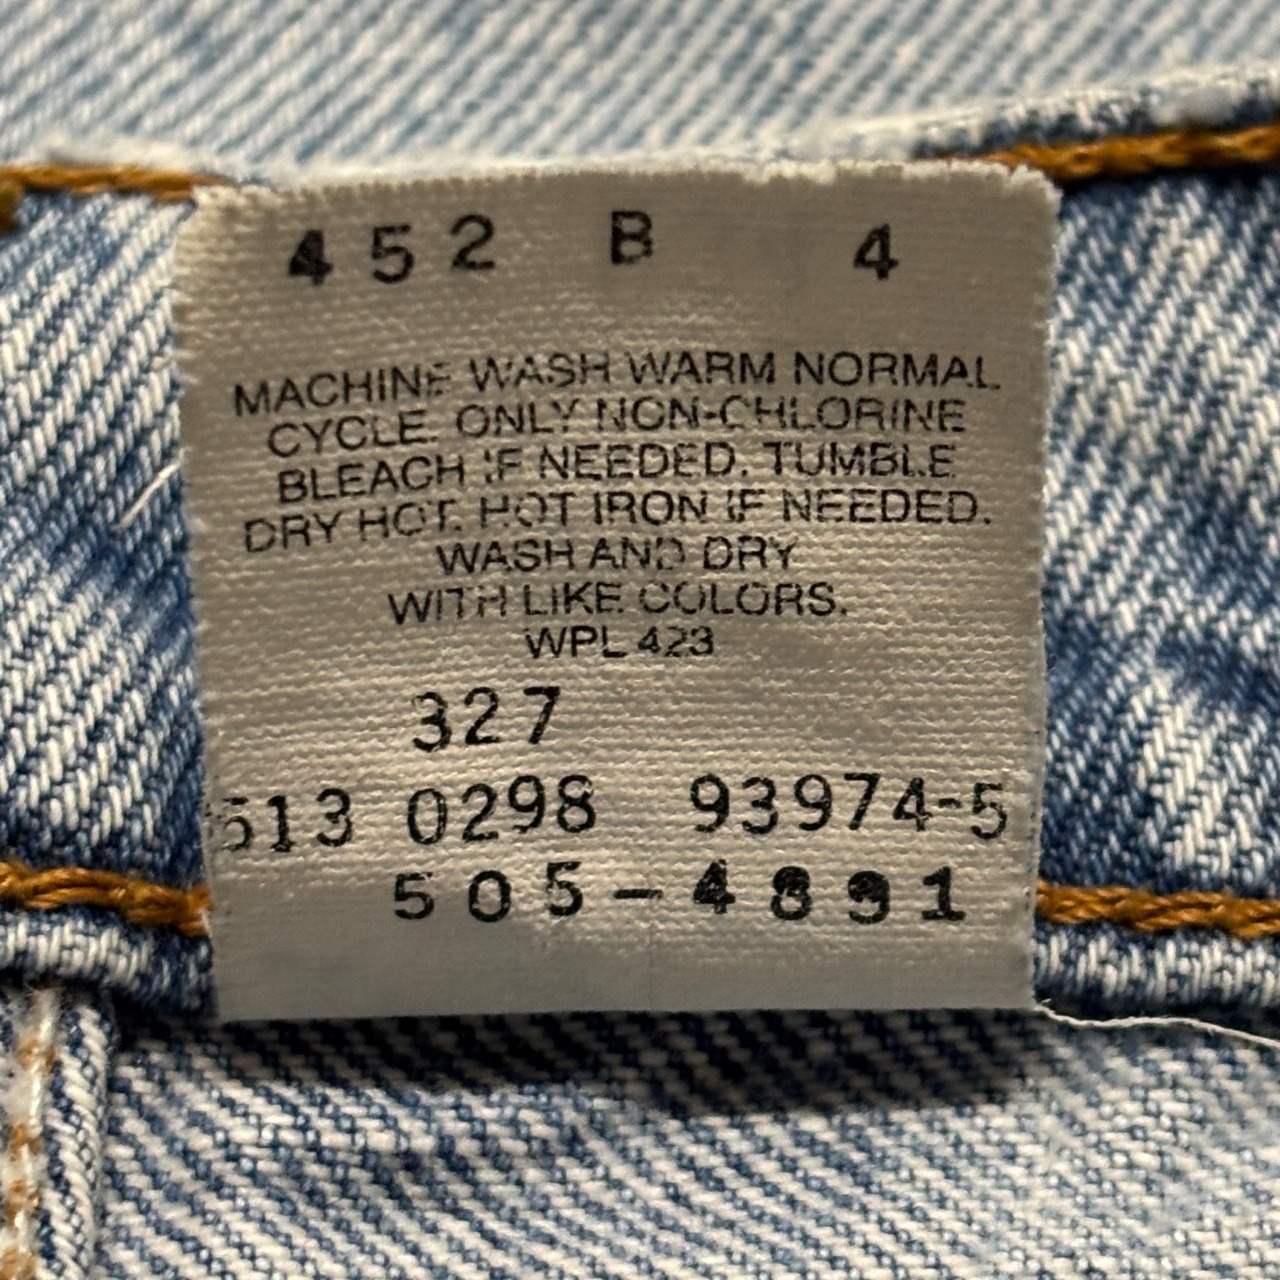 452 B 4
MACHINE WASH WARM NORMAL
CYCLE. ONLY NON-CHLORINE
BLEACH IF NEEDED. TUMBLE
DRY HOT. HOT IRON IF NEEDED.
WASH AND DRY
WITH LIKE COLORS.
WPL 423
327
513 0298 93974-5
505-4891